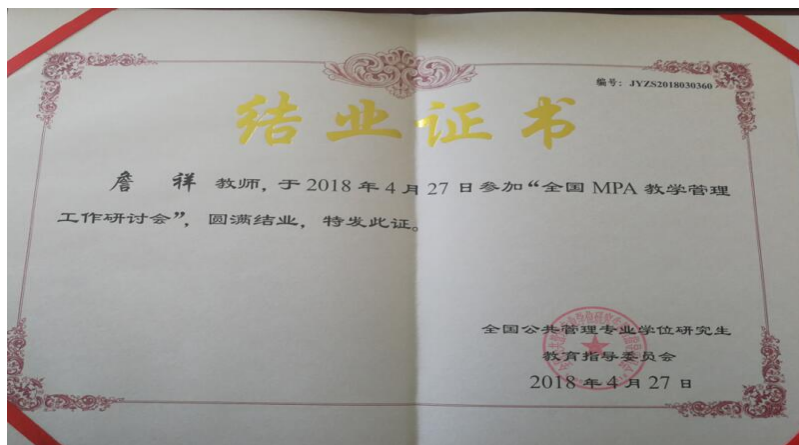 编号：JYZS2018030360
结业证书
詹 祥 教师，于2018年4月27日参加“全国MPA教学管理
工作研讨会”，圆满结业，特发此证。
全国公共管理专业学位研究生
教育指导委员会
2018年4月27日